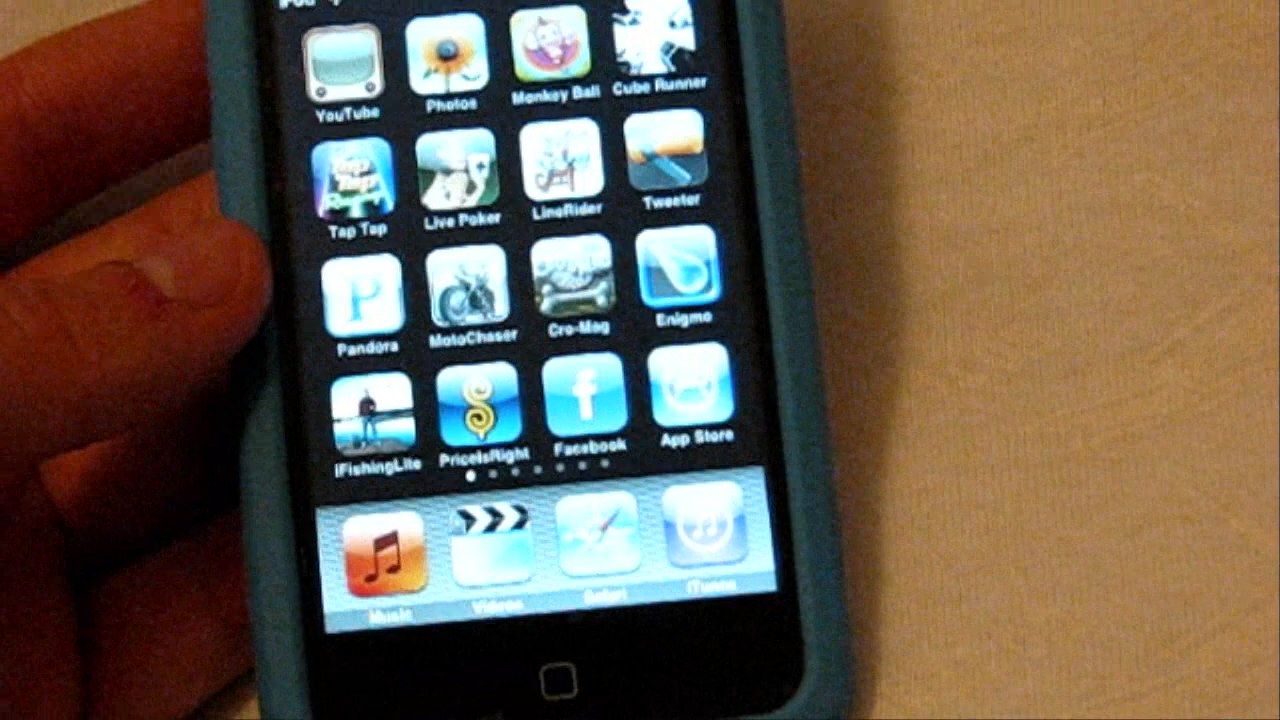 iPod
YouTube Photos Monkey Ball Cube Runner
Tap Tap Live Poker LineRider Tweeter
Pandora MotoChaser Cro-Mag Enigmo
iFishingLite PriceIsRight Facebook App Store
Music Videos Safari iTunes